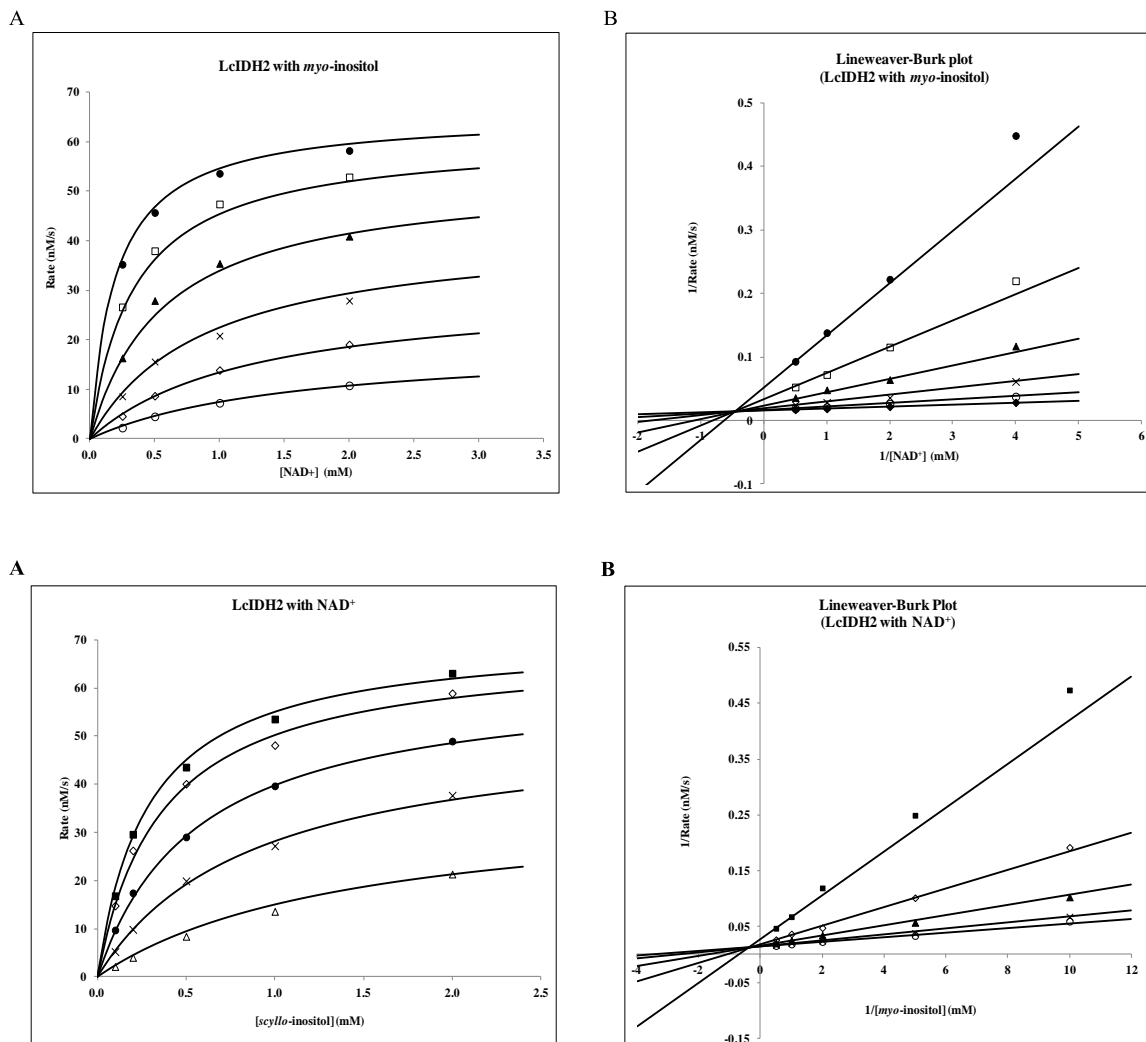 A
LcIDH2 with myo-inositol
70
60
50
40
30
20
10
0
0.0 0.5 1.0 1.5 2.0 2.5 3.0 3.5
Rate (nM/s)
[NAD+] (mM)
B
Lineweaver-Burk plot
(LcIDH2 with myo-inositol)
0.5
0.4
0.3
0.2
0.1
0
-0.1
-2 -1 0 1 2 3 4 5 6
1/Rate (nM/s)
1/[NAD⁺] (mM)
A
LcIDH2 with NAD⁺
70
60
50
40
30
20
10
0
0.0 0.5 1.0 1.5 2.0 2.5
Rate (nM/s)
[scyllo-inositol] (mM)
B
Lineweaver-Burk Plot
(LcIDH2 with NAD⁺)
0.55
0.45
0.35
0.25
0.15
0.05
-0.05
-0.15
-4 -2 0 2 4 6 8 10 12
1/Rate (nM/s)
1/[myo-inositol] (mM)